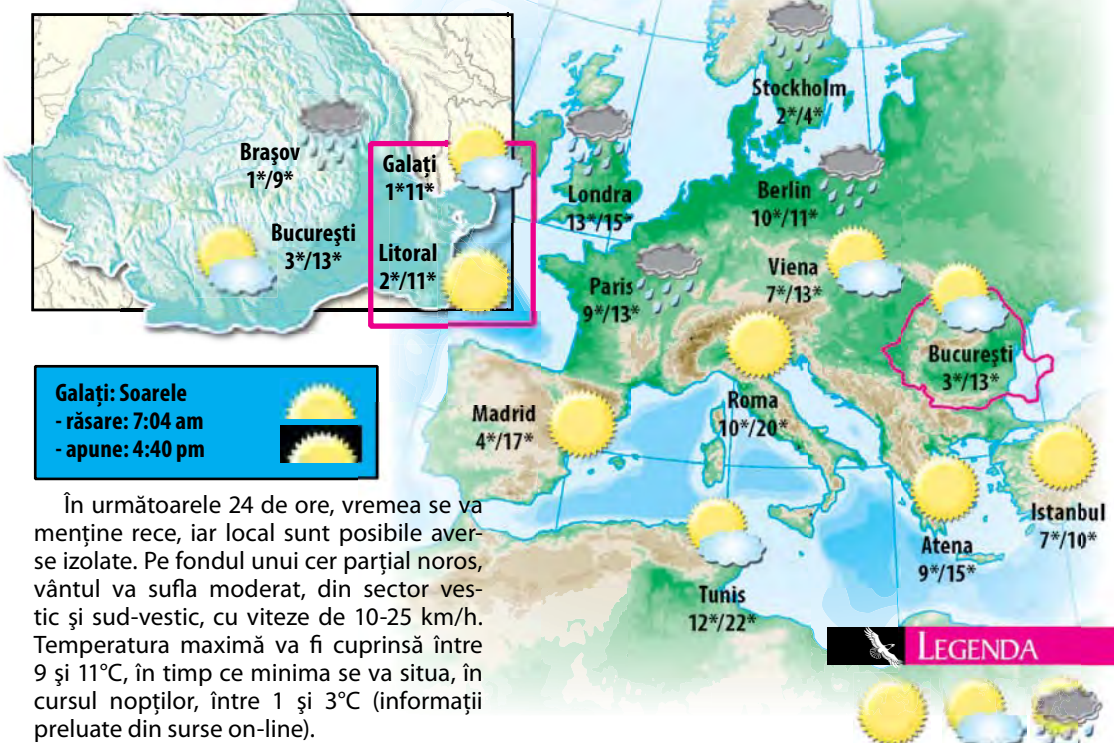 Braşov
1*/9*
Galaţi
1*11*
Bucureşti
3*/13*
Litoral
2*/11*
Stockholm
2*/4*
Londra
13*/15*
Berlin
10*/11*
Paris
9*/13*
Viena
7*/13*
Bucureşti
3*/13*
Madrid
4*/17*
Roma
10*/20*
Istanbul
7*/10*
Atena
9*/15*
Tunis
12*/22*
Galaţi: Soarele
- răsare: 7:04 am
- apune: 4:40 pm
În următoarele 24 de ore, vremea se va
menţine rece, iar local sunt posibile aver-
se izolate. Pe fondul unui cer parţial noros,
vântul va sufla moderat, din sector ves-
tic şi sud-vestic, cu viteze de 10-25 km/h.
Temperatura maximă va fi cuprinsă între
9 şi 11°C, în timp ce minima se va situa, în
cursul nopţilor, între 1 şi 3°C (informaţii
preluate din surse on-line).
LEGENDA